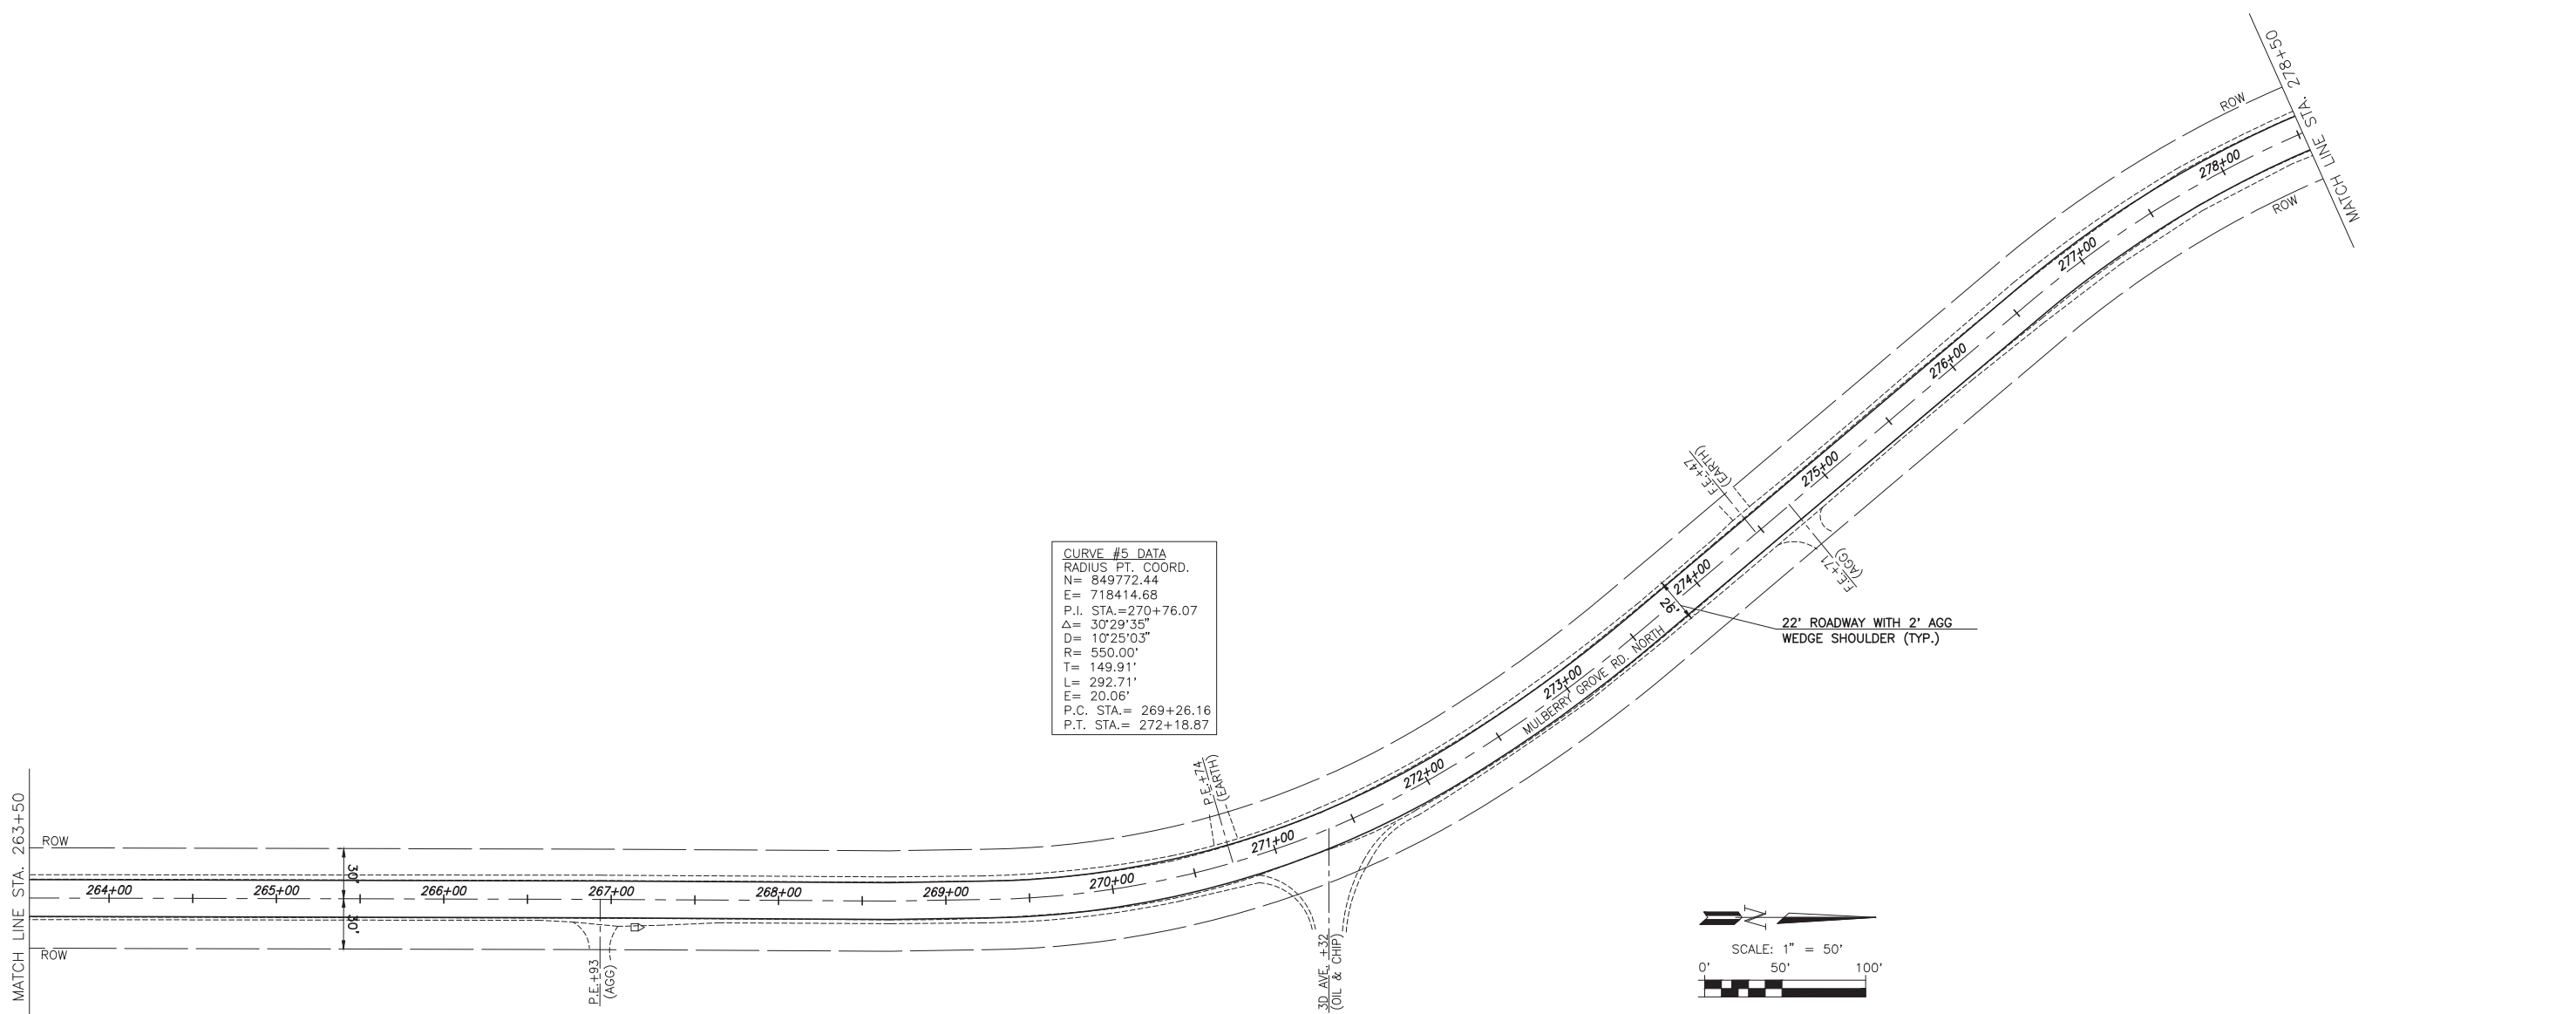 MATCH LINE STA. 278+50
ROW
278+00
ROW
277+00
276+00
275+00
F.E.+47
(EARTH)
F.E.+71
(AGG)
274+00
26'
22' ROADWAY WITH 2' AGG
WEDGE SHOULDER (TYP.)
273+00
MULBERRY GROVE RD. NORTH
CURVE #5 DATA
RADIUS PT. COORD.
N= 849772.44
E= 718414.68
P.I. STA.=270+76.07
Δ= 30°29'35"
D= 10°25'03"
R= 550.00'
T= 149.91'
L= 292.71'
E= 20.06'
P.C. STA.= 269+26.16
P.T. STA.= 272+18.87
272+00
P.E.+74
(EARTH)
271+00
270+00
MATCH LINE STA. 263+50
ROW
30'
264+00
265+00
266+00
267+00
268+00
269+00
30'
ROW
P.E.+93
(AGG)
3D AVE. +32
(OIL & CHIP)
N
SCALE: 1" = 50'
0' 50' 100'